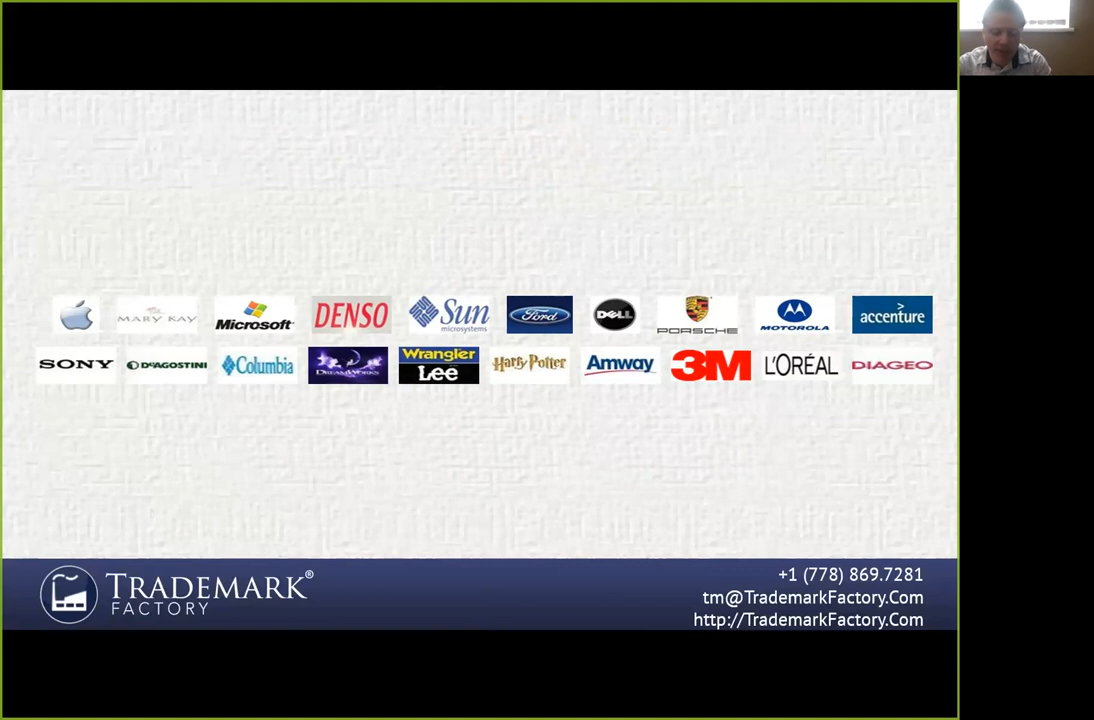 MARY KAY
Microsoft
DENSO
Sun
microsystems
Ford
DELL
PORSCHE
MOTOROLA
>
accenture
SONY
DeAGOSTINI
Columbia
DREAMWORKS
Wrangler
Lee
Harry Potter
Amway
3M
L'ORÉAL
DIAGEO
TRADEMARK®
FACTORY
+1 (778) 869.7281
tm@TrademarkFactory.Com
http://TrademarkFactory.Com